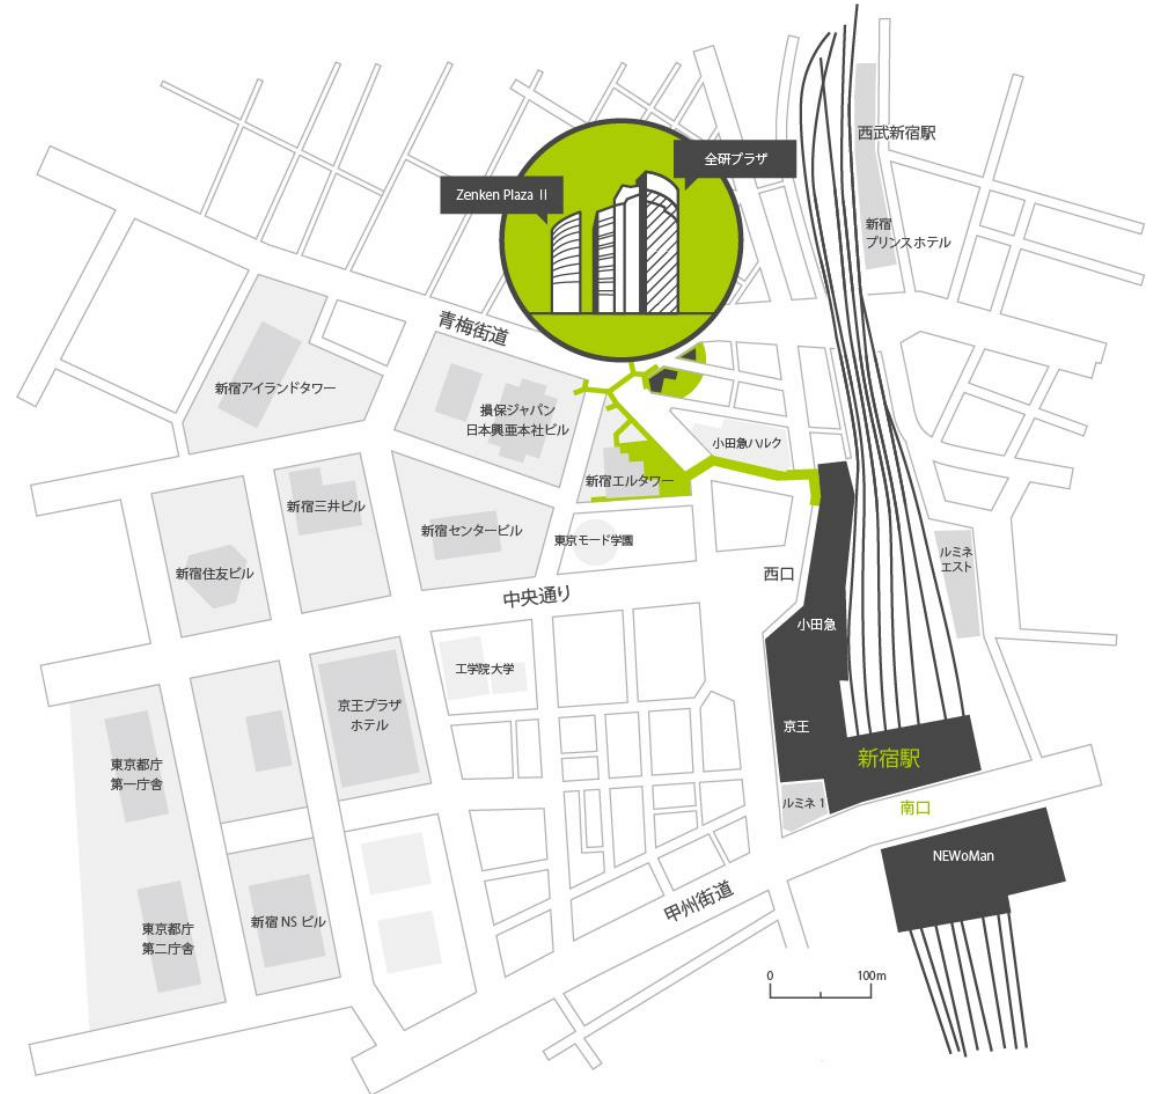 西武新宿駅
全研プラザ
Zenken Plaza II
新宿
プリンスホテル
青梅街道
新宿アイランドタワー
損保ジャパン
日本興亜本社ビル
小田急ハルク
新宿エルタワー
新宿三井ビル
新宿センタービル
東京モード学園
ルミネ
エスト
新宿住友ビル
西口
中央通り
小田急
工学院大学
京王プラザ
ホテル
京王
新宿駅
東京都庁
第一庁舎
ルミネ 1
南口
NEWoMan
甲州街道
新宿 NS ビル
東京都庁
第二庁舎
0
100m